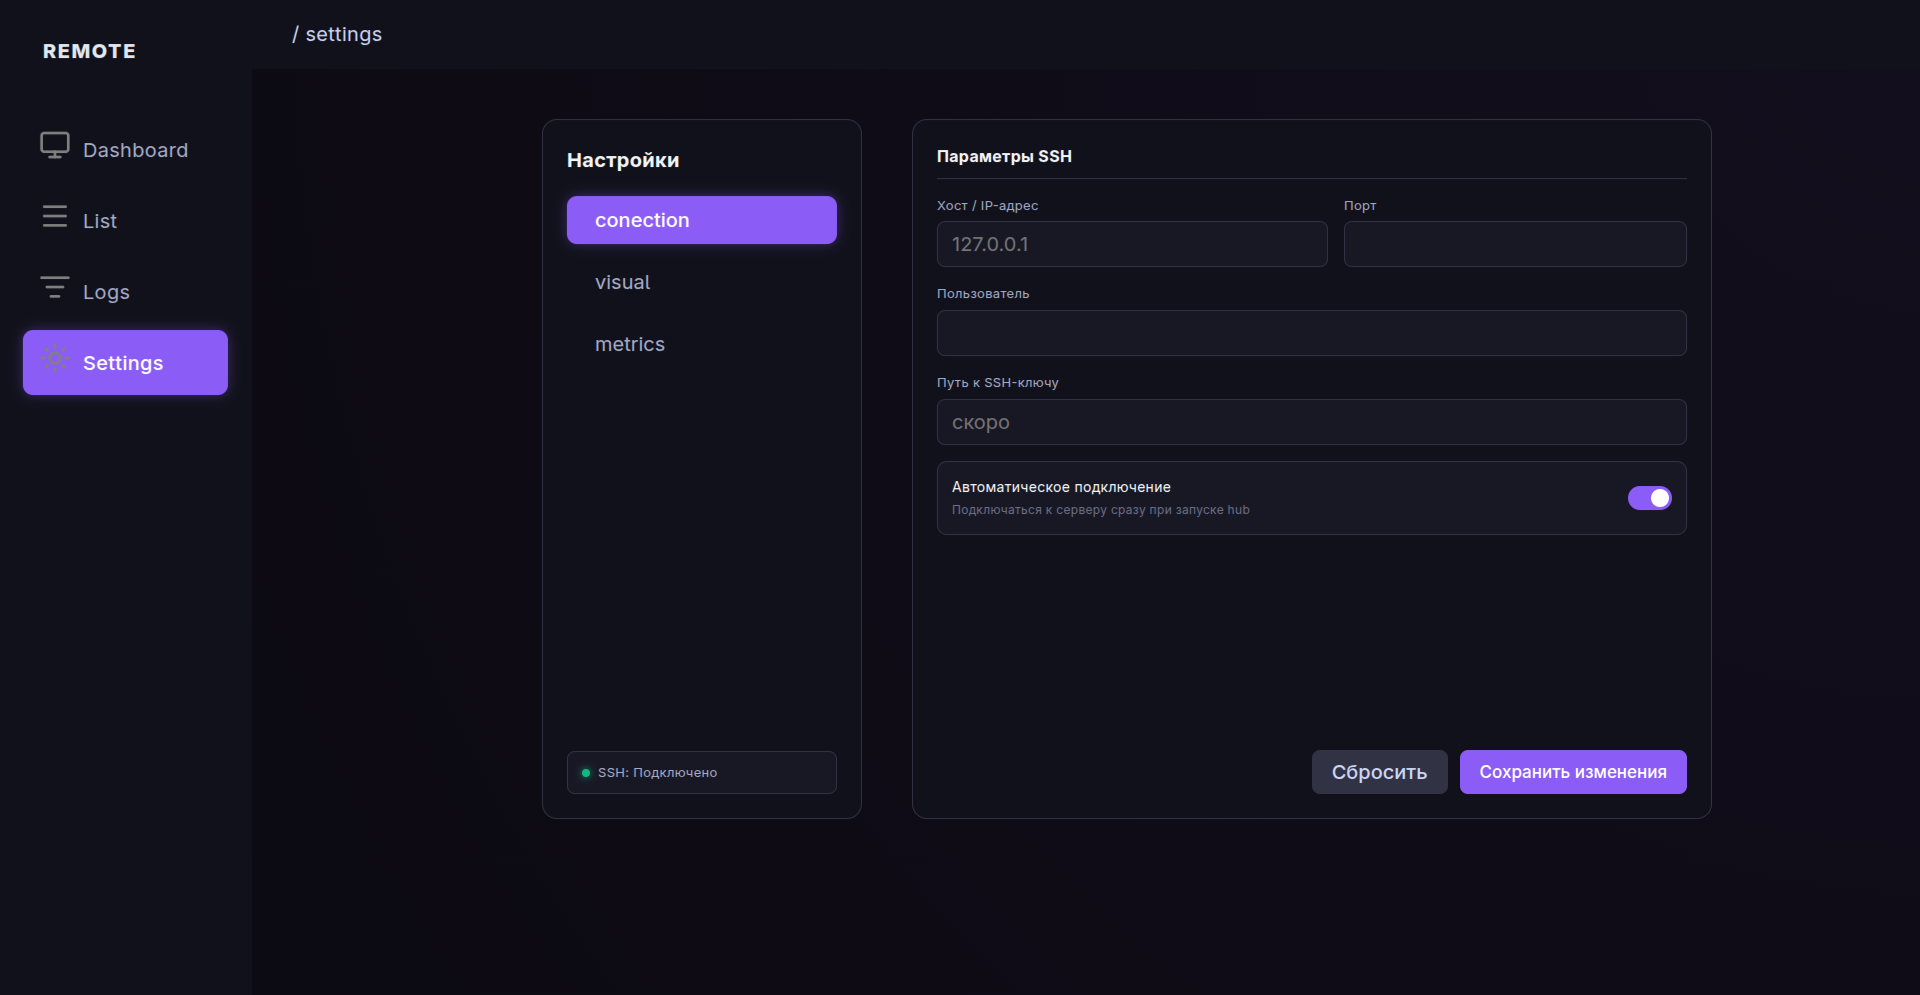 REMOTE
/ settings
Dashboard
List
Logs
Settings
Настройки
conection
visual
metrics
SSH: Подключено
Параметры SSH
Хост / IP-адрес
Порт
127.0.0.1
Пользователь
Путь к SSH-ключу
скоро
Автоматическое подключение
Подключаться к серверу сразу при запуске hub
Сбросить
Сохранить изменения